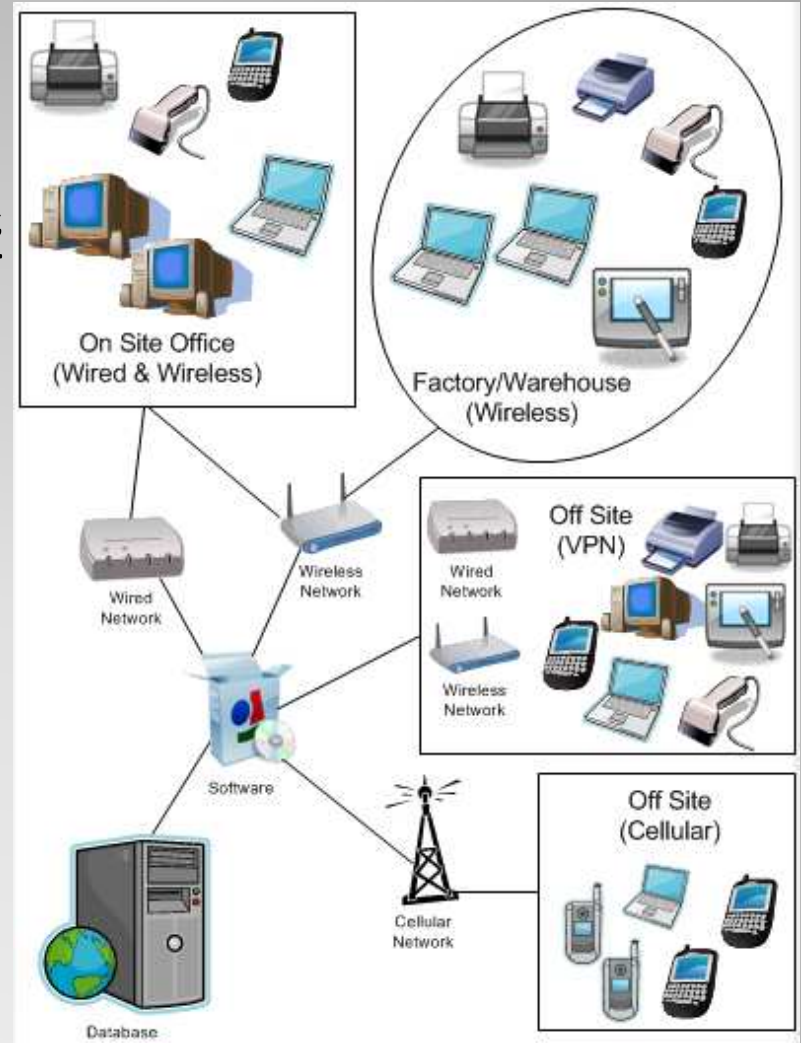 On Site Office
(Wired & Wireless)
Factory/Warehouse
(Wireless)
Wired
Network
Wireless
Network
Off Site
(VPN)
Wired
Network
Wireless
Network
Software
Off Site
(Cellular)
Cellular
Network
Database